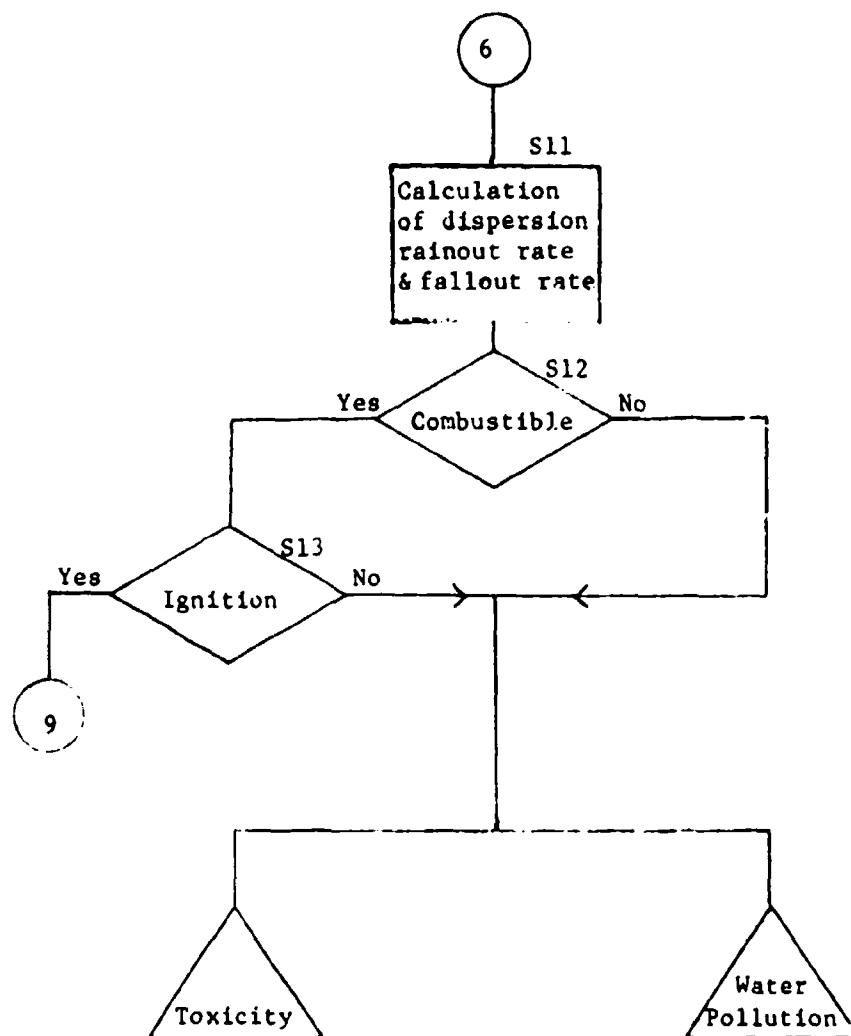 6
S11
Calculation
of dispersion
rainout rate
& fallout rate
S12
Yes
Combustible
No
S13
Yes
Ignition
No
9
Toxicity
Water
Pollution